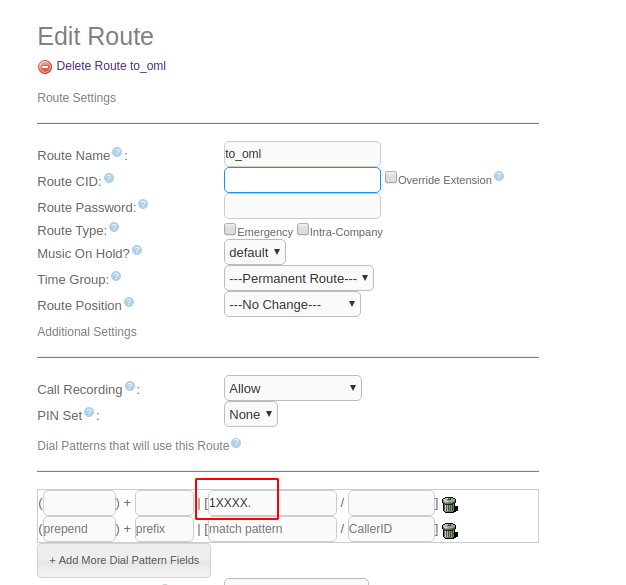 Edit Route
Delete Route to_oml
Route Settings
Route Name? : to_oml
Route CID:? Override Extension?
Route Password:?
Route Type:? Emergency Intra-Company
Music On Hold?? default
Time Group:? ---Permanent Route---
Route Position? ---No Change---
Additional Settings
Call Recording? : Allow
PIN Set? : None
Dial Patterns that will use this Route?
( ) + | [1XXXX. / ]
(prepend) + prefix | [match pattern / CallerID ]
+ Add More Dial Pattern Fields